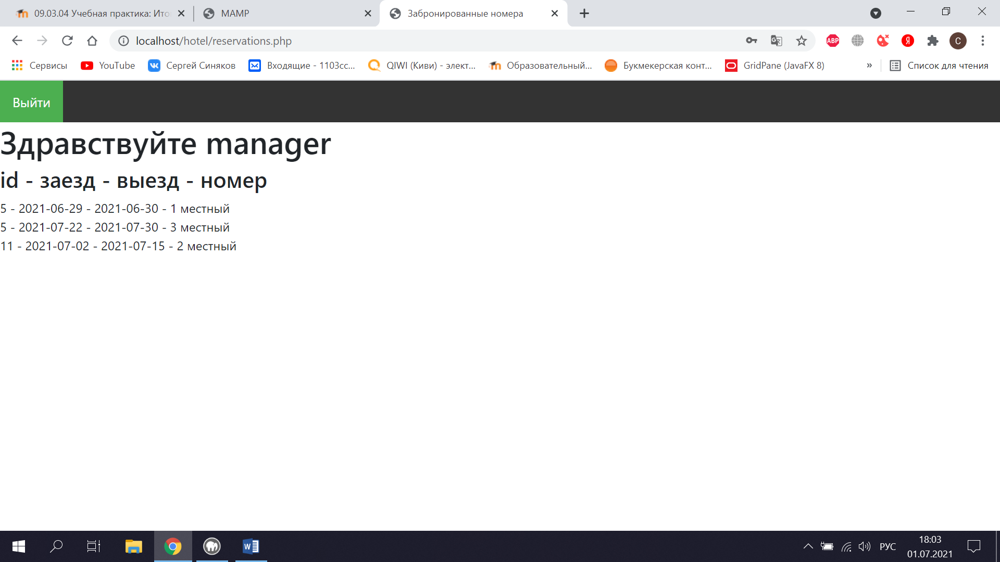 09.03.04 Учебная практика: Ито
MAMP
Забронированные номера
localhost/hotel/reservations.php
ABP
Я
C
Сервисы
YouTube
Сергей Синяков
Входящие - 1103сс...
QIWI (Киви) - элект...
Образовательный...
Букмекерская конт...
GridPane (JavaFX 8)
»
Список для чтения
Выйти
Здравствуйте manager
id - заезд - выезд - номер
5 - 2021-06-29 - 2021-06-30 - 1 местный
5 - 2021-07-22 - 2021-07-30 - 3 местный
11 - 2021-07-02 - 2021-07-15 - 2 местный
РУС
18:03
01.07.2021